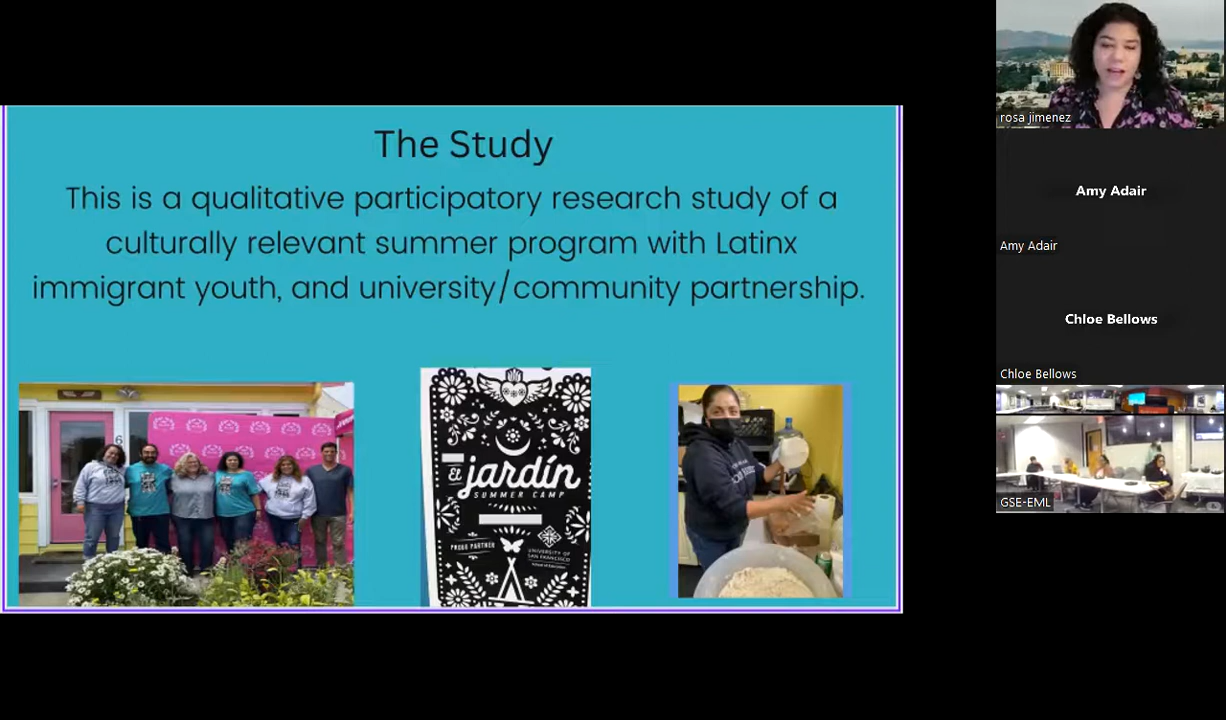 The Study
This is a qualitative participatory research study of a
culturally relevant summer program with Latinx
immigrant youth, and university/community partnership.
6
EL
jardín
SUMMER CAMP
PROUD PARTNER
UNIVERSITY OF
SAN FRANCISCO
School of Education
rosa jimenez
Amy Adair
Amy Adair
Chloe Bellows
Chloe Bellows
GSE-EML